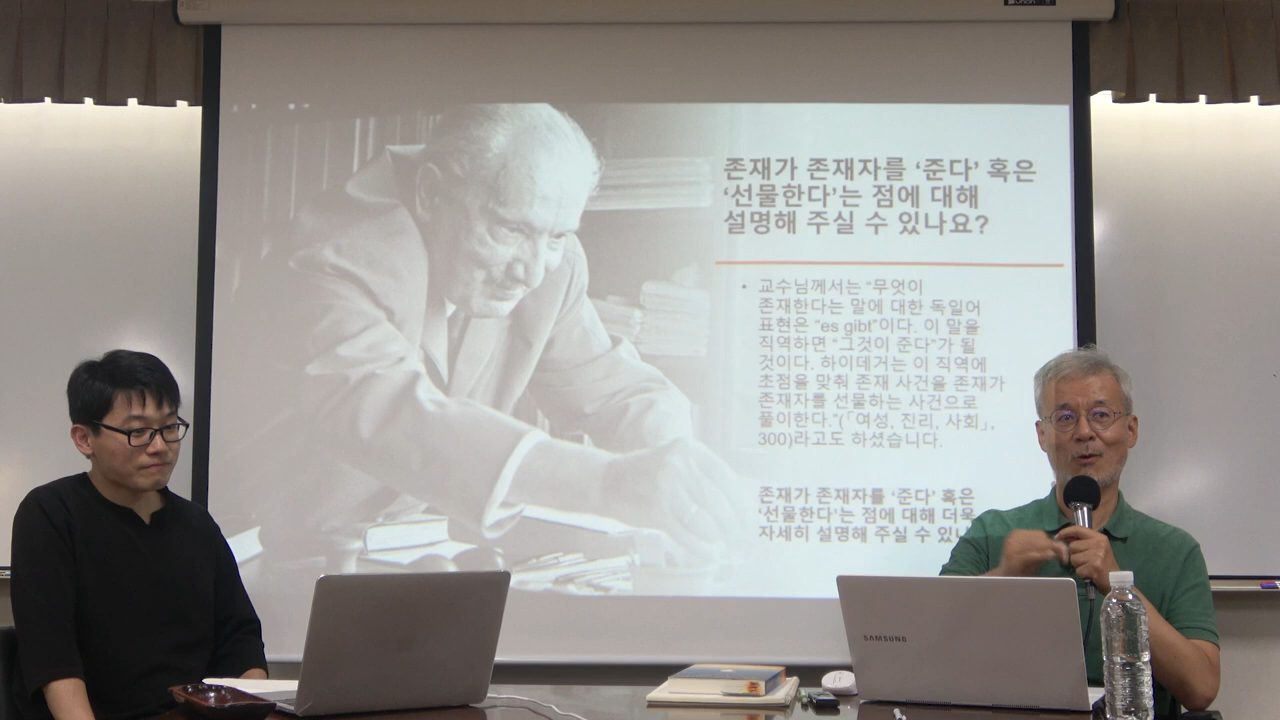 존재가 존재자를 ‘준다’ 혹은
‘선물한다’는 점에 대해
설명해 주실 수 있나요?
• 교수님께서는 “무엇이
존재한다는 말에 대한 독일어
표현은 “es gibt”이다. 이 말을
직역하면 “그것이 준다”가 될
것이다. 하이데거는 이 직역에
초점을 맞춰 존재 사건을 존재가
존재자를 선물하는 사건으로
풀이한다.”(「여성, 진리, 사회」,
300)라고도 하셨습니다.
존재가 존재자를 ‘준다’ 혹은
‘선물한다’는 점에 대해 더욱
자세히 설명해 주실 수 있
SAMSUNG